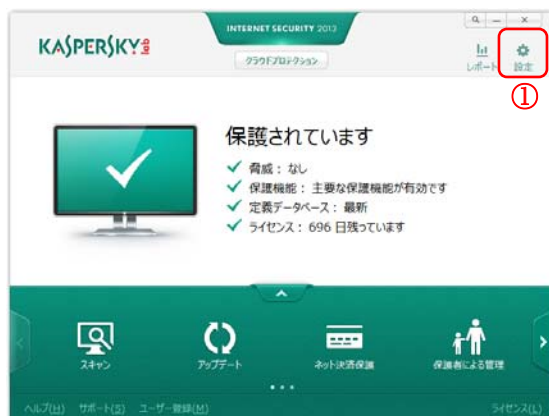 KASPERSKY lab
INTERNET SECURITY 2013
クラウドプロテクション
レポート
設定
①
保護されています
脅威： なし
保護機能： 主要な保護機能が有効です
定義データベース： 最新
ライセンス： 696 日残っています
スキャン
アップデート
ネット決済保護
保護者による管理
ヘルプ(H) サポート(S) ユーザー登録(M) ライセンス(L)